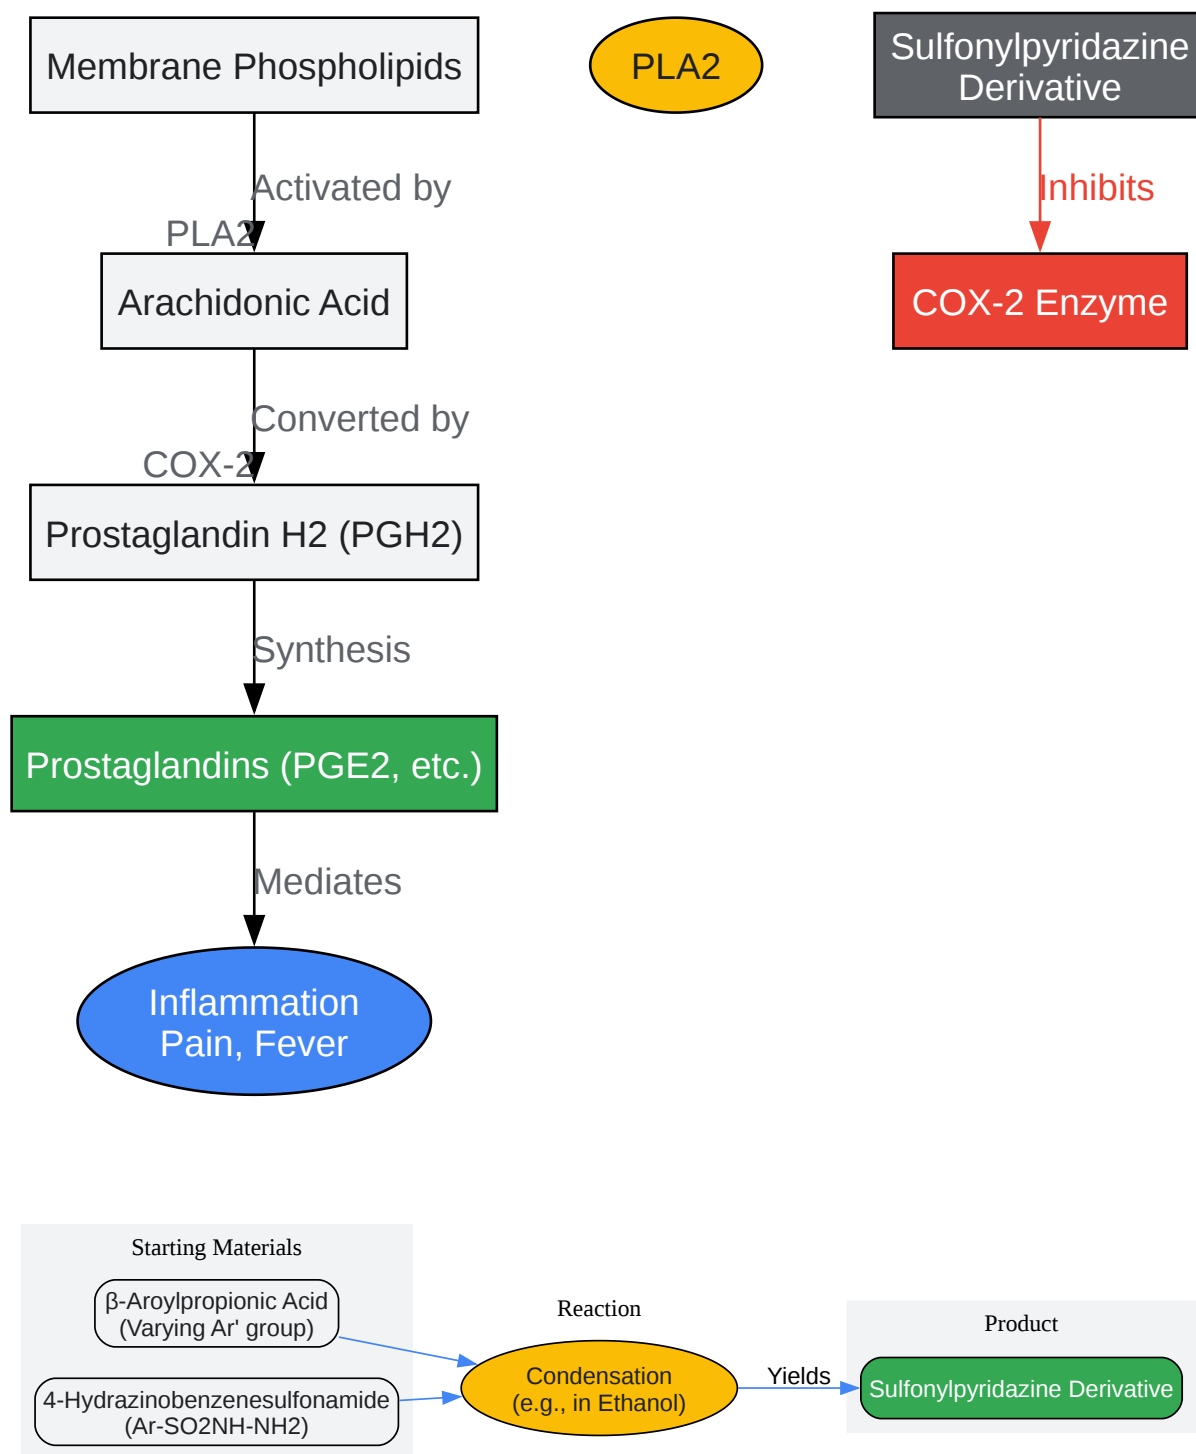 Membrane Phospholipids
PLA2
Sulfonylpyridazine
Derivative
Activated by
PLA2
Inhibits
Arachidonic Acid
COX-2 Enzyme
Converted by
COX-2
Prostaglandin H2 (PGH2)
Synthesis
Prostaglandins (PGE2, etc.)
Mediates
Inflammation
Pain, Fever
Starting Materials
β-Aroylpropionic Acid
(Varying Ar' group)
4-Hydrazinobenzenesulfonamide
(Ar-SO2NH-NH2)
Reaction
Condensation
(e.g., in Ethanol)
Yields
Product
Sulfonylpyridazine Derivative